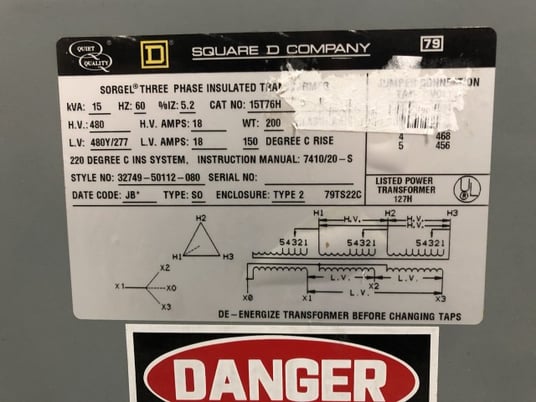 QUIET QUALITY
D SQUARE D COMPANY 79
SORGEL® THREE PHASE INSULATED
JUMPER CONNECTION
kVA: 15 HZ: 60 %IZ: 5.2 CAT NO: 15T76H
H.V.: 480 H.V. AMPS: 18 WT: 200
L.V: 480Y/277 L.V. AMPS: 18 150 DEGREE C RISE
4 468
5 456
220 DEGREE C INS SYSTEM, INSTRUCTION MANUAL: 7410/20-S
STYLE NO: 32749-50112-080 SERIAL NO:
DATE CODE: JB* TYPE: SO ENCLOSURE: TYPE 2 79TS22C
LISTED POWER
TRANSFORMER
127H
H2
H1 H3
H1 H.V. H2 H.V. H3
H.V.
54321 54321 54321
X1 X2 X0 X3
L.V. L.V.
X0 X1 L.V. X2 X3
DE-ENERGIZE TRANSFORMER BEFORE CHANGING TAPS
DANGER